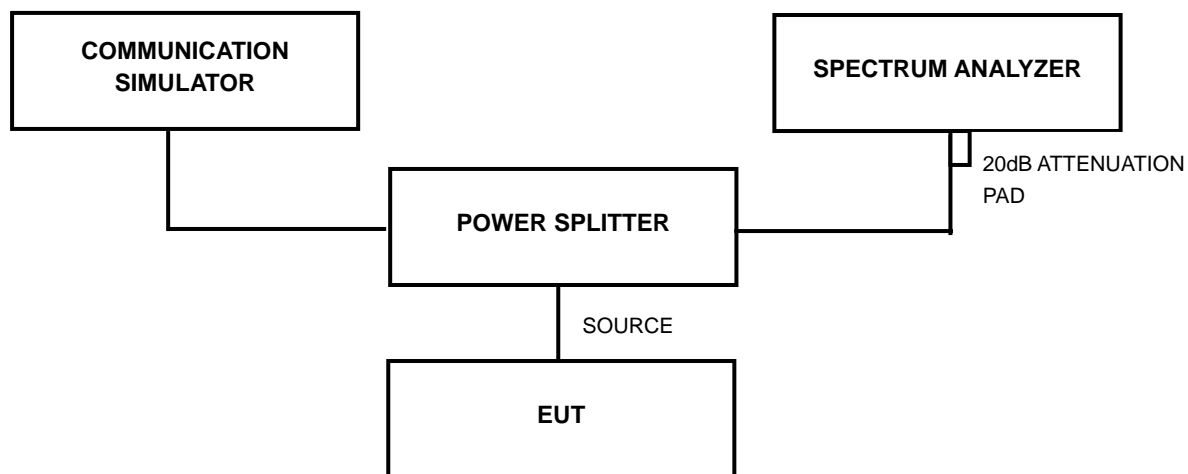 COMMUNICATION
SIMULATOR
SPECTRUM ANALYZER
20dB ATTENUATION
PAD
POWER SPLITTER
SOURCE
EUT